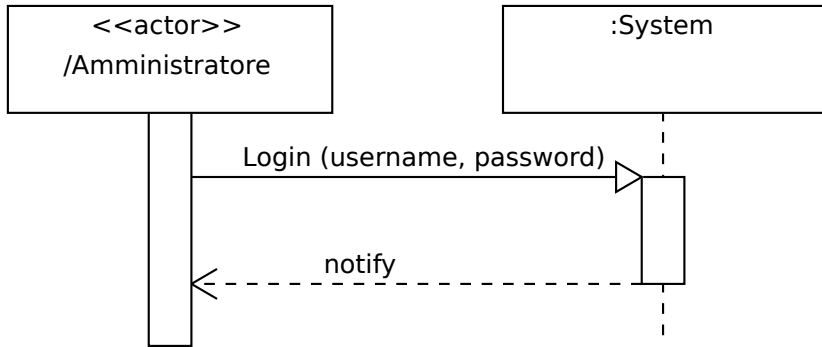 <<actor>>
/Amministratore
:System
Login (username, password)
notify